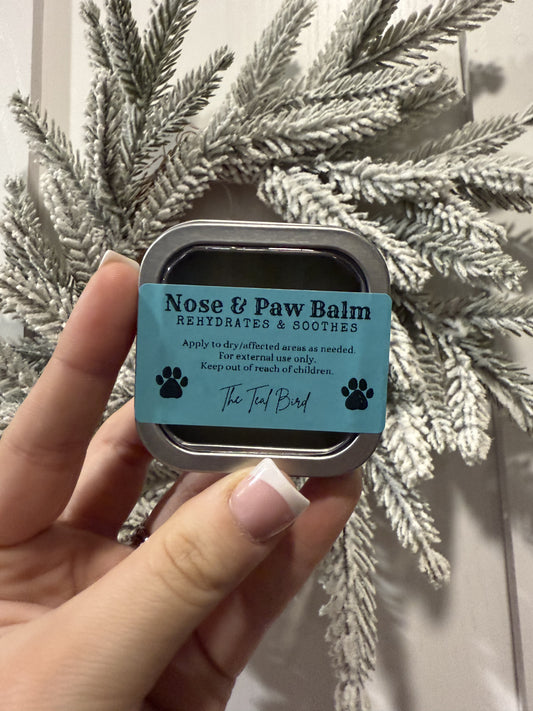 Nose & Paw Balm
REHYDRATES & SOOTHES
Apply to dry/affected areas as needed.
For external use only.
Keep out of reach of children.
The Teal Bird